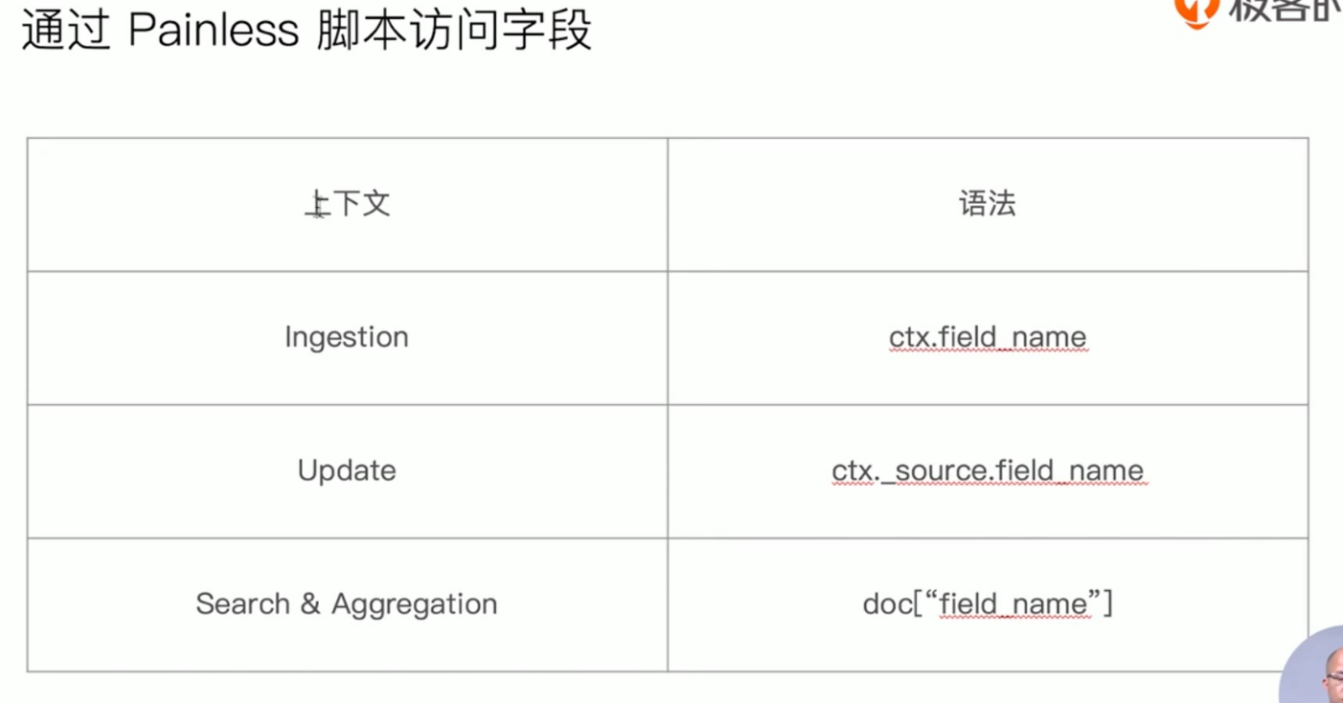 通过 Painless 脚本访问字段
极客时
上下文 语法
Ingestion ctx.field_name
Update ctx._source.field_name
Search & Aggregation doc[“field_name”]